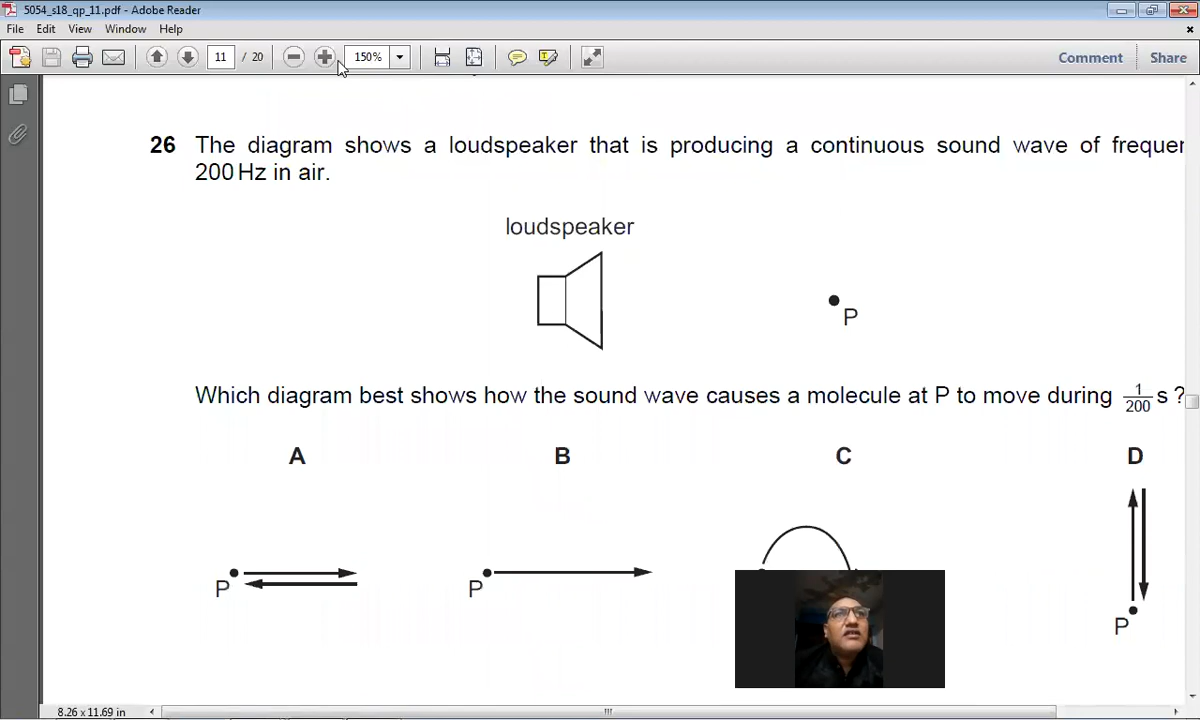 5054_s18_qp_11.pdf - Adobe Reader
File Edit View Window Help
11 / 20 150% Comment Share
26 The diagram shows a loudspeaker that is producing a continuous sound wave of frequen
200 Hz in air.
loudspeaker
P
Which diagram best shows how the sound wave causes a molecule at P to move during 1/200 s ?
A B C D
P P
P
8.26 x 11.69 in